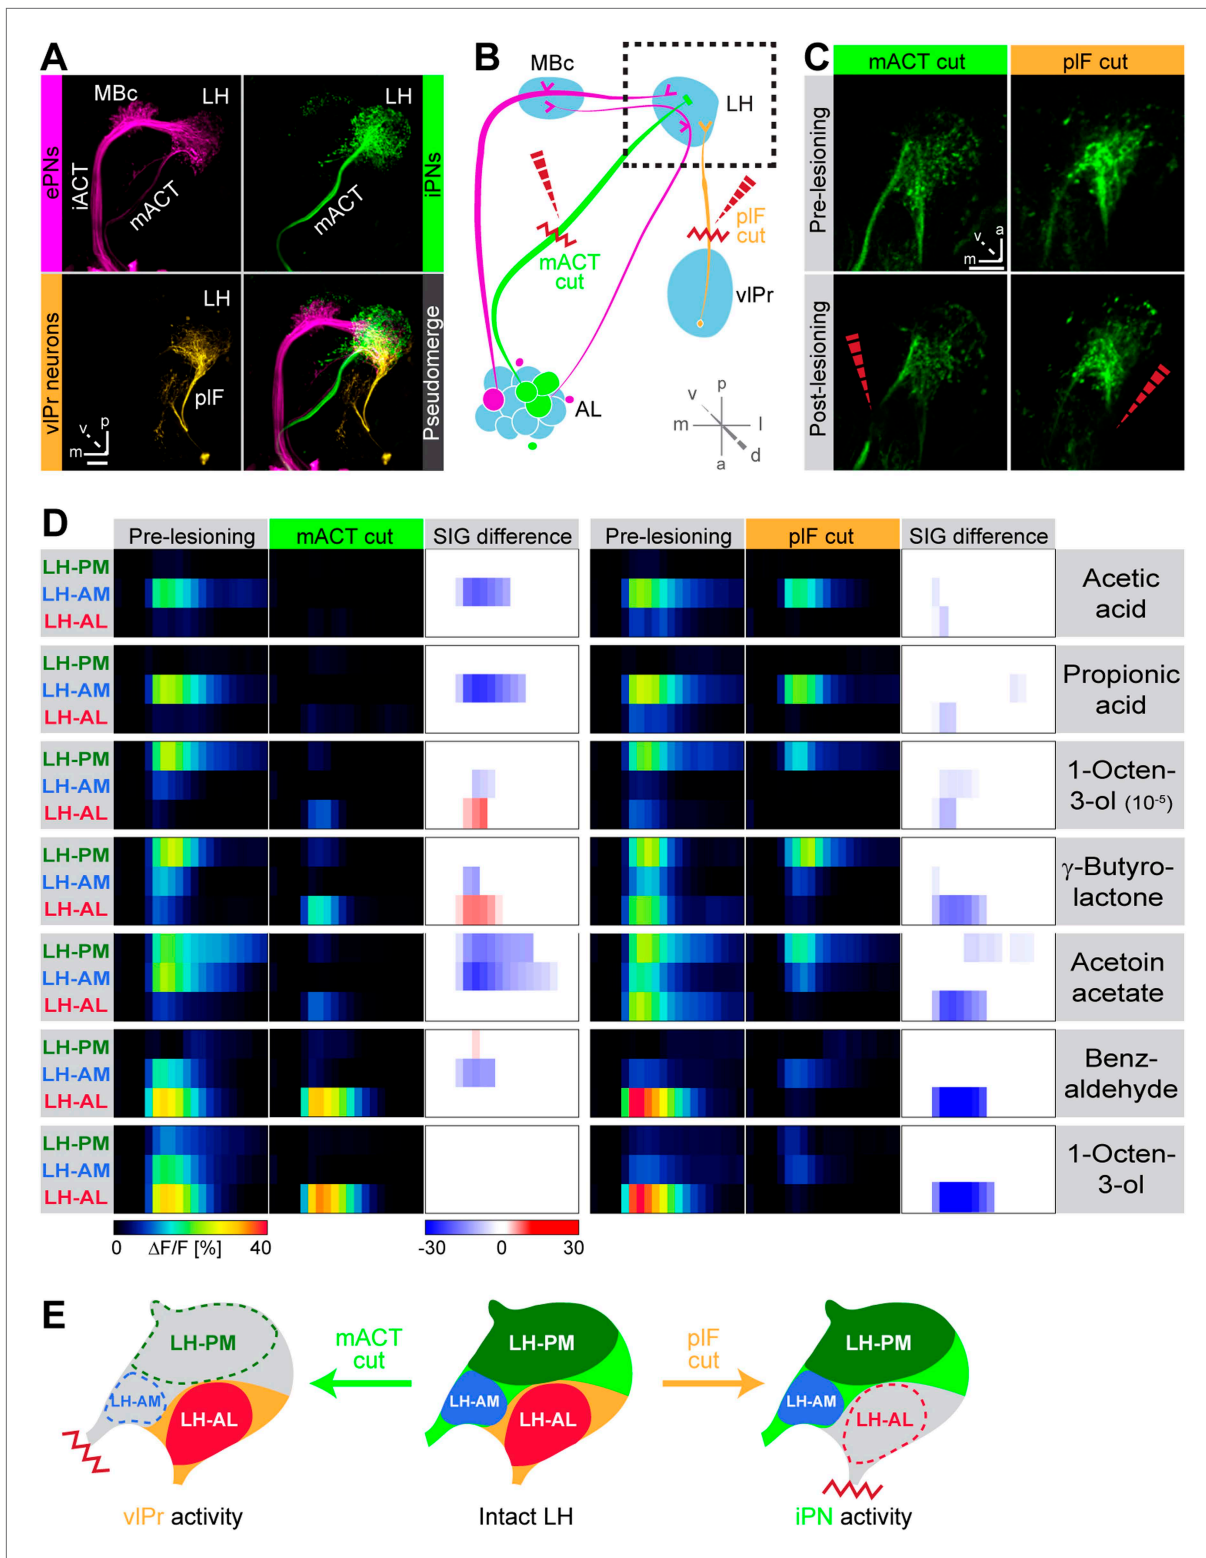 A
MBc
LH
iACT
mACT
ePNs
LH
mACT
iPNs
LH
plF
vlPr neurons
v
p
m
Pseudomerge
B
MBc
LH
mACT
cut
plF
cut
vlPr
AL
p
v
m
l
d
a
C
mACT cut
plF cut
Pre-lesioning
v
a
m
Post-lesioning
D
Pre-lesioning mACT cut SIG difference Pre-lesioning plF cut SIG difference
LH-PM
LH-AM
LH-AL
Acetic
acid
LH-PM
LH-AM
LH-AL
Propionic
acid
LH-PM
LH-AM
LH-AL
1-Octen-
3-ol (10⁻⁵)
LH-PM
LH-AM
LH-AL
γ-Butyro-
lactone
LH-PM
LH-AM
LH-AL
Acetoin
acetate
LH-PM
LH-AM
LH-AL
Benz-
aldehyde
LH-PM
LH-AM
LH-AL
1-Octen-
3-ol
0 ΔF/F [%] 40
-30 0 30
E
LH-PM
LH-AM
LH-AL
vlPr activity
mACT
cut
LH-PM
LH-AM
LH-AL
Intact LH
plF
cut
LH-PM
LH-AM
LH-AL
iPN activity